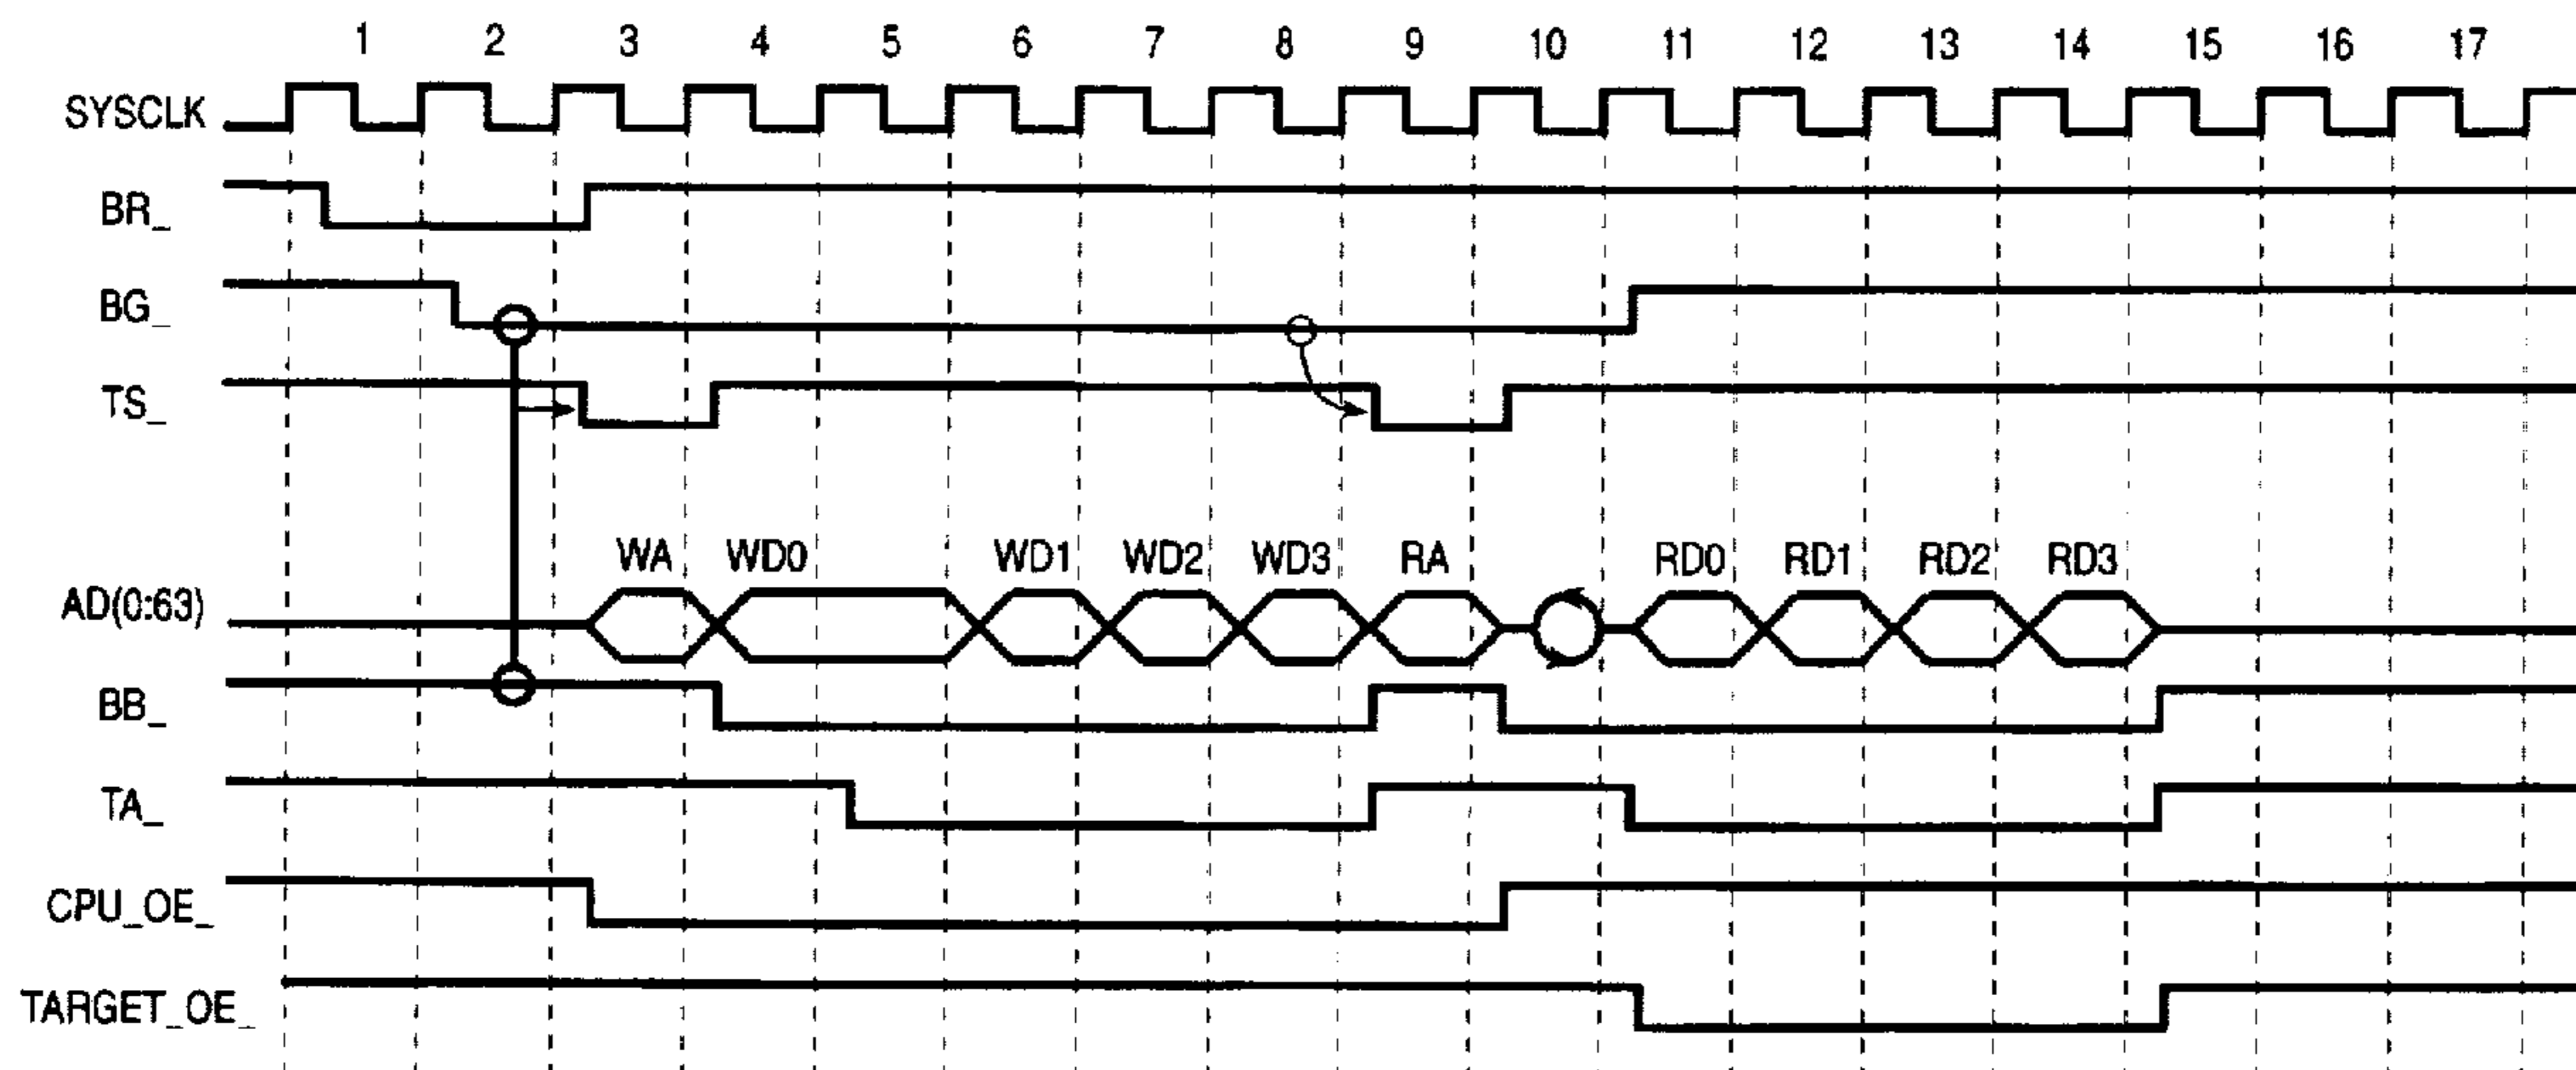 1 2 3 4 5 6 7 8 9 10 11 12 13 14 15 16 17
SYSCLK
BR_
BG_
TS_
WA WD0 WD1 WD2 WD3 RA RD0 RD1 RD2 RD3
AD(0:63)
BB_
TA_
CPU_OE_
TARGET_OE_